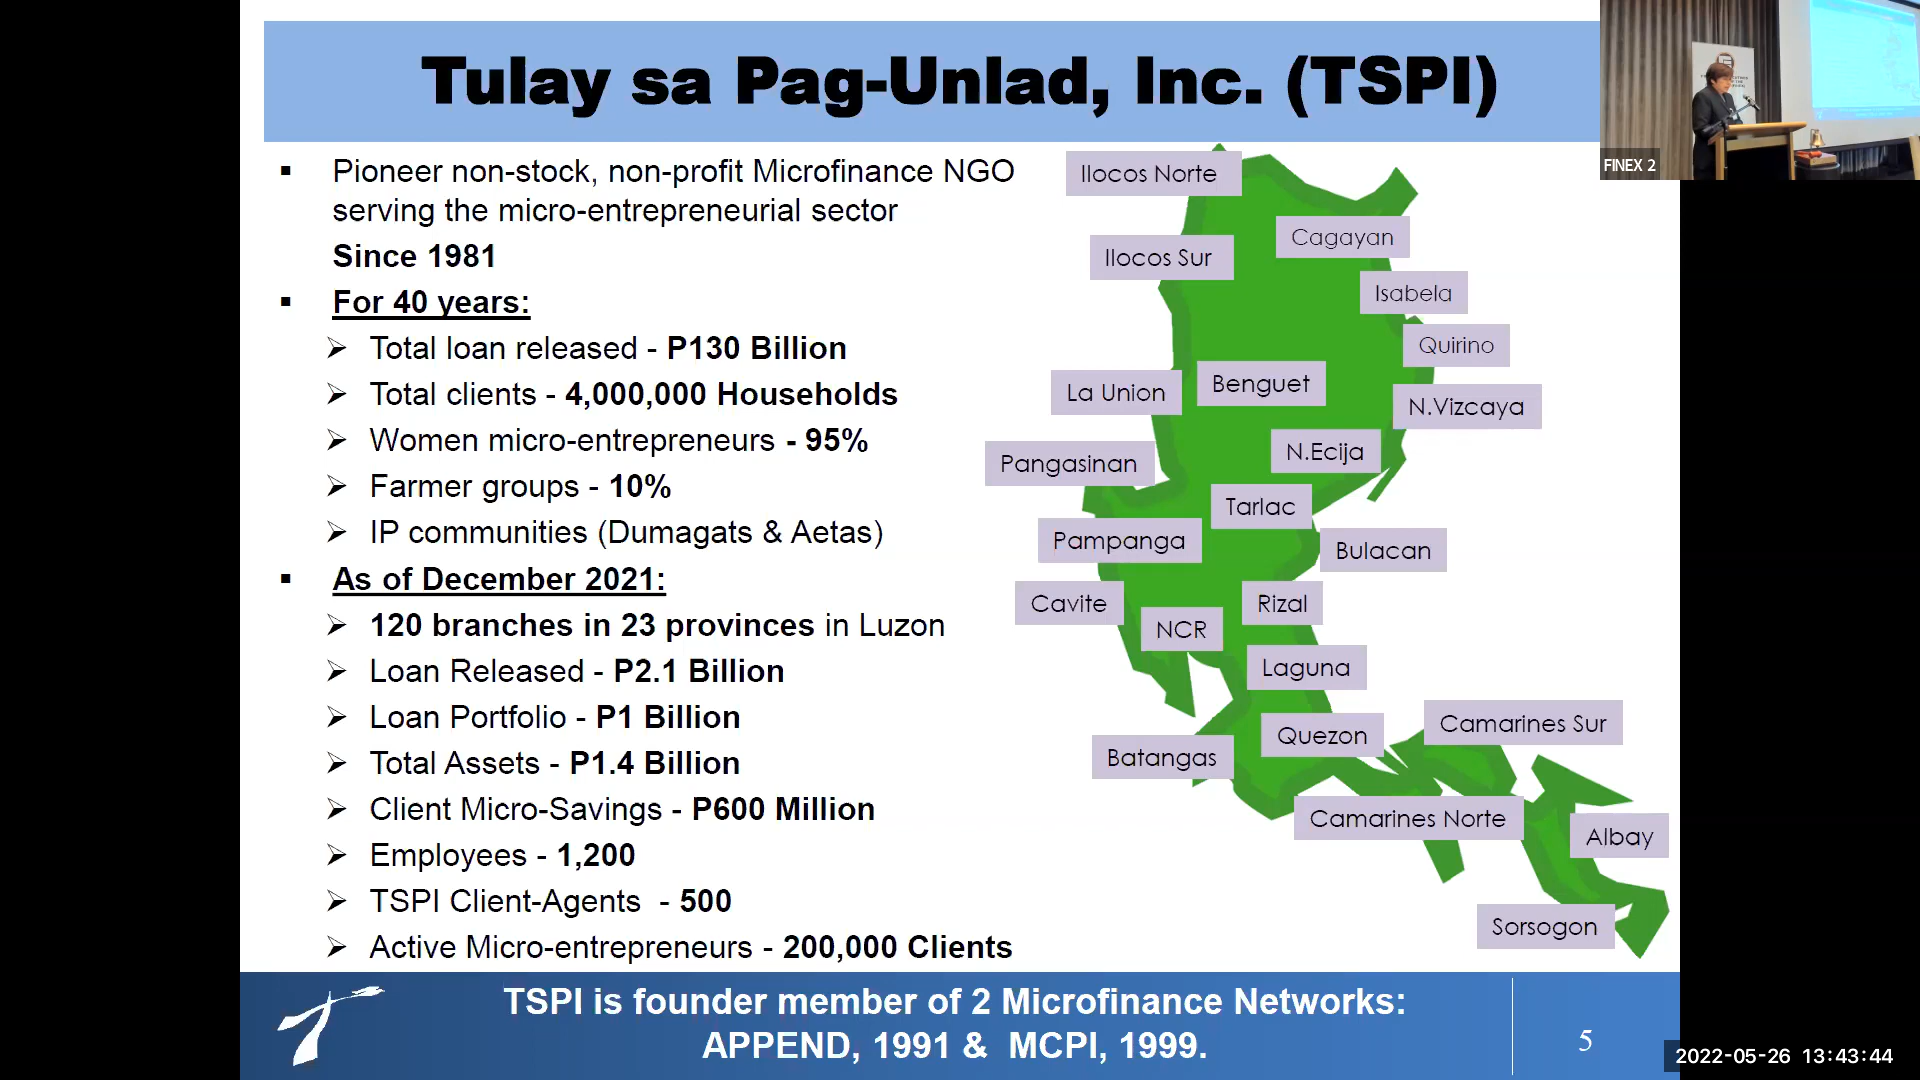 Tulay sa Pag-Unlad, Inc. (TSPI)
FINEX 2
▪ Pioneer non-stock, non-profit Microfinance NGO
serving the micro-entrepreneurial sector
Since 1981
▪ For 40 years:
➢ Total loan released - P130 Billion
➢ Total clients - 4,000,000 Households
➢ Women micro-entrepreneurs - 95%
➢ Farmer groups - 10%
➢ IP communities (Dumagats & Aetas)
▪ As of December 2021:
➢ 120 branches in 23 provinces in Luzon
➢ Loan Released - P2.1 Billion
➢ Loan Portfolio - P1 Billion
➢ Total Assets - P1.4 Billion
➢ Client Micro-Savings - P600 Million
➢ Employees - 1,200
➢ TSPI Client-Agents - 500
➢ Active Micro-entrepreneurs - 200,000 Clients
Ilocos Norte
Cagayan
Ilocos Sur
Isabela
Quirino
La Union
Benguet
N.Vizcaya
Pangasinan
N.Ecija
Tarlac
Pampanga
Bulacan
Cavite
Rizal
NCR
Laguna
Camarines Sur
Quezon
Batangas
Camarines Norte
Albay
Sorsogon
TSPI is founder member of 2 Microfinance Networks:
APPEND, 1991 & MCPI, 1999.
5
2022-05-26 13:43:44